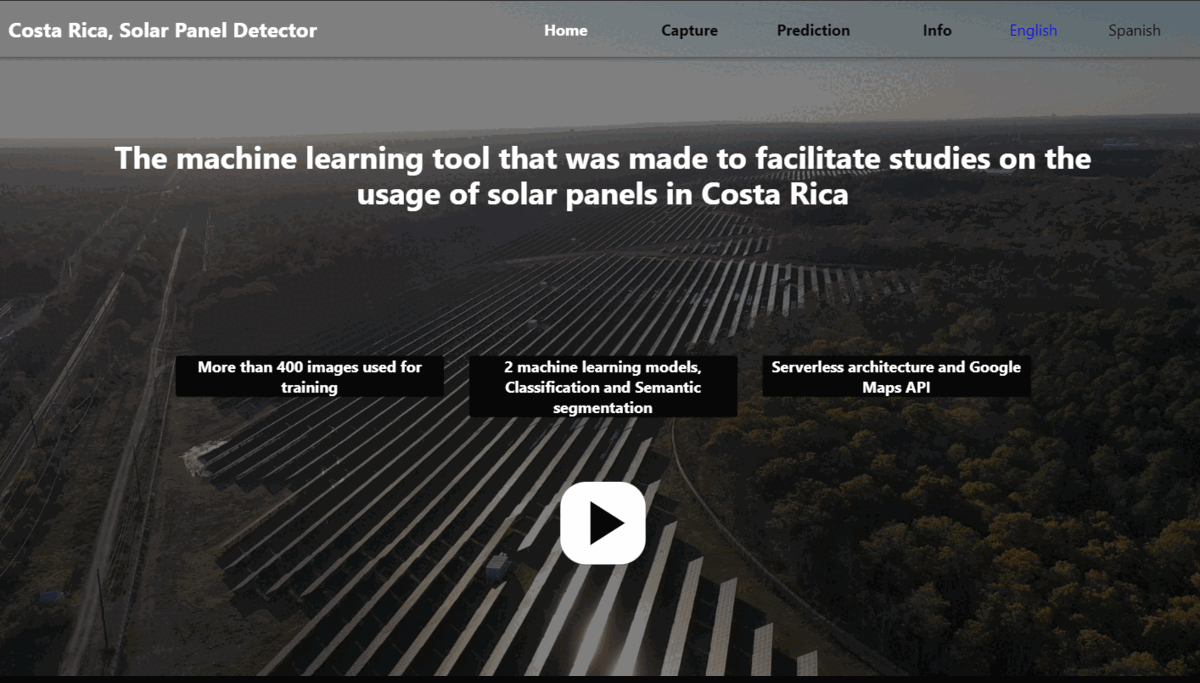 Costa Rica, Solar Panel Detector
Home
Capture
Prediction
Info
English
Spanish
The machine learning tool that was made to facilitate studies on the
usage of solar panels in Costa Rica
More than 400 images used for
training
2 machine learning models,
Classification and Semantic
segmentation
Serverless architecture and Google
Maps API